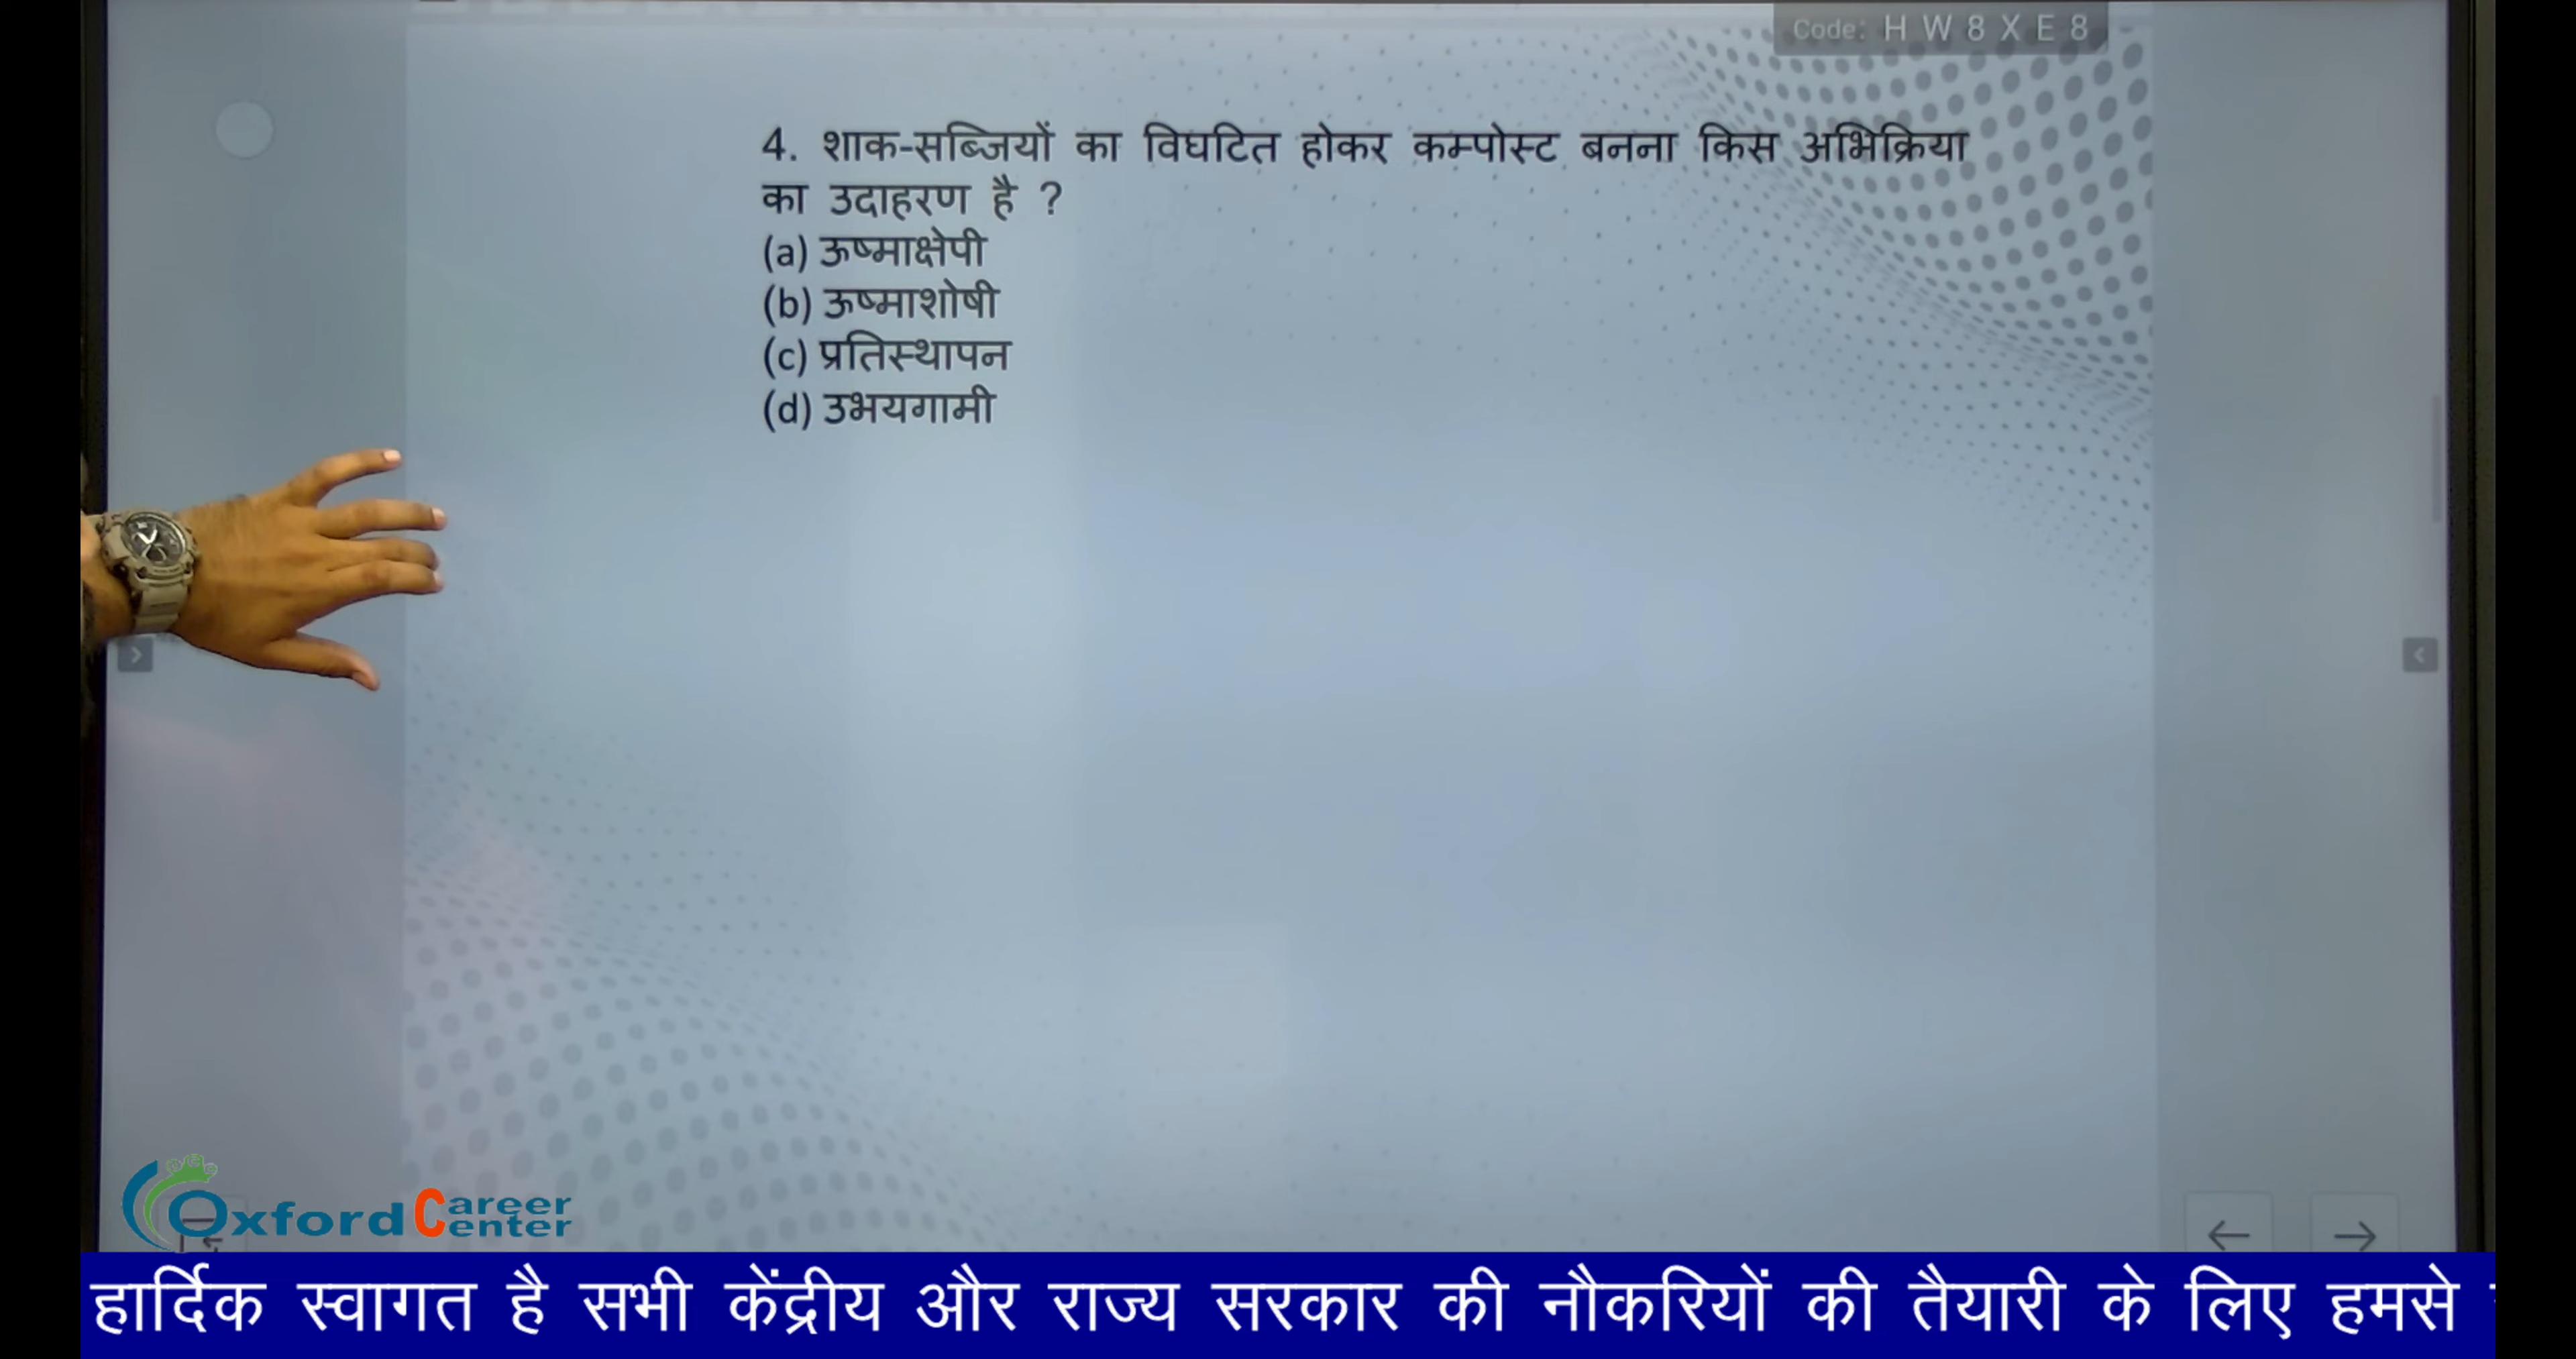 Code: H W 8 X E 8
4. शाक-सब्जियों का विघटित होकर कम्पोस्ट बनना किस अभिक्रिया
का उदाहरण है ?
(a) ऊष्माक्षेपी
(b) ऊष्माशोषी
(c) प्रतिस्थापन
(d) उभयगामी
Oxford Career Center
हार्दिक स्वागत है सभी केंद्रीय और राज्य सरकार की नौकरियों की तैयारी के लिए हमसे